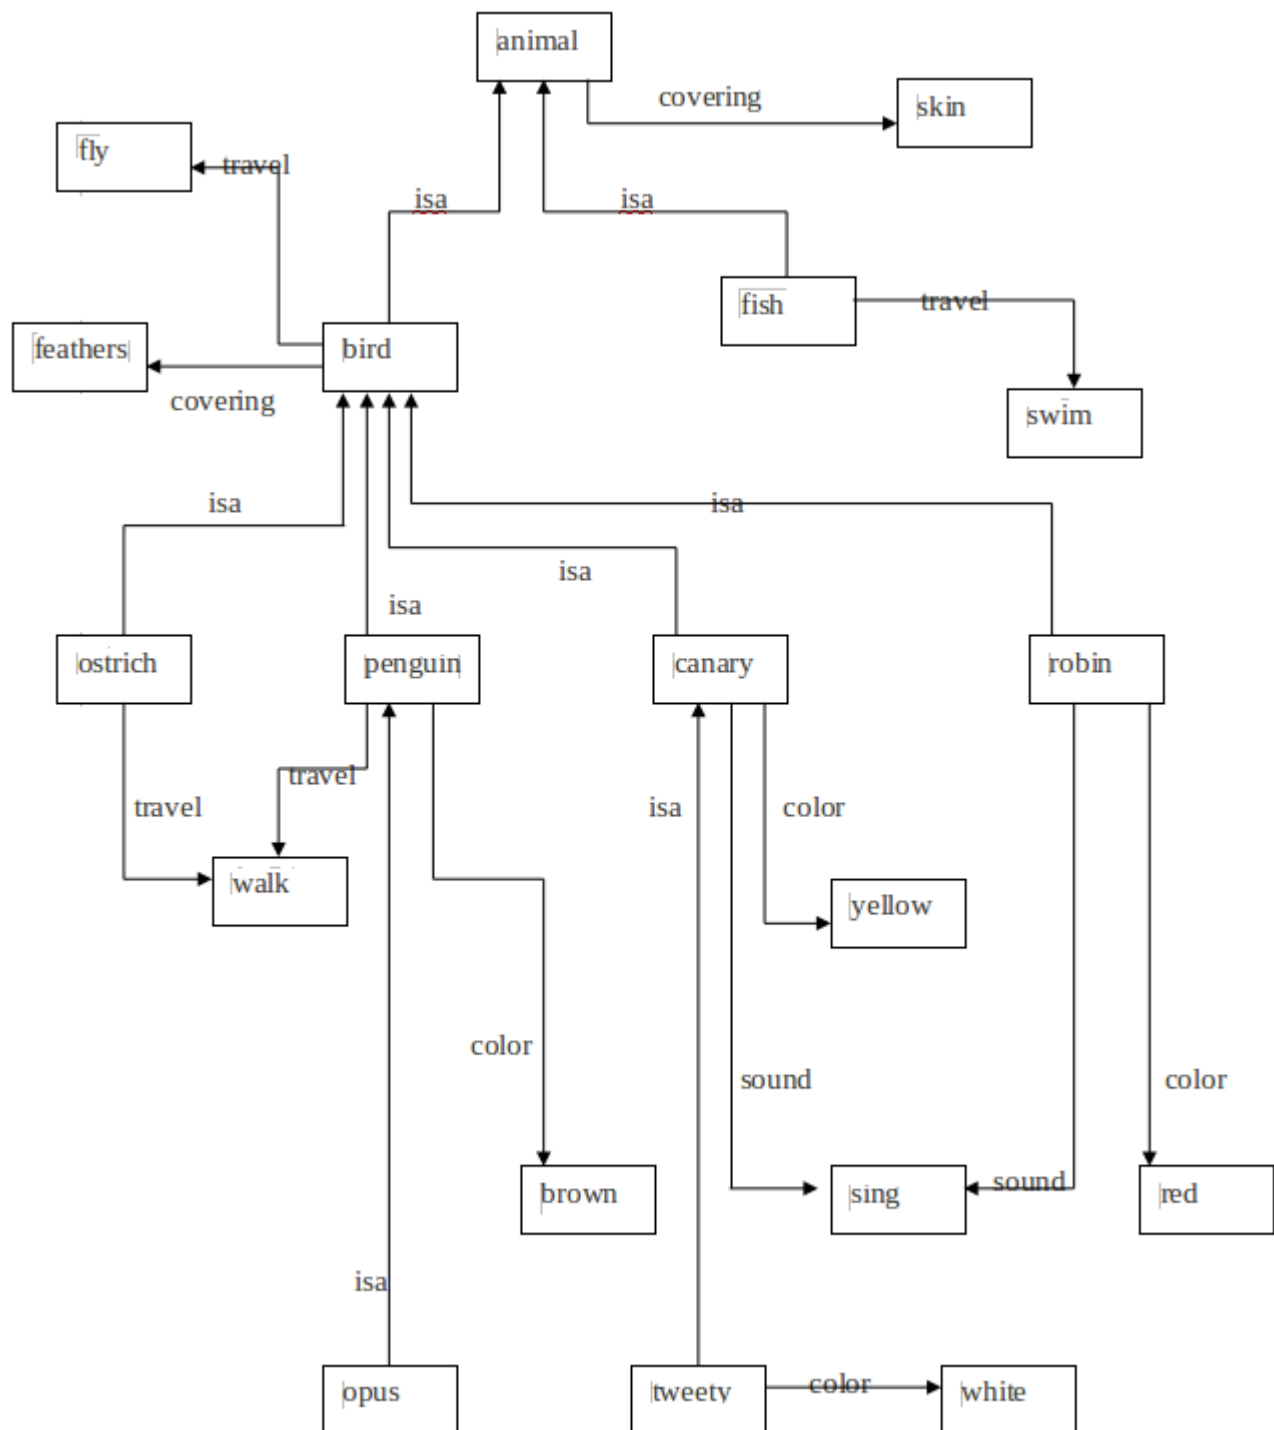 animal
covering
skin
fly
travel
isa
isa
fish
travel
feathers
bird
covering
swim
isa
isa
isa
isa
ostrich
penguin
canary
robin
travel
travel
isa
color
walk
yellow
color
sound
color
brown
sing
sound
red
isa
opus
tweety
color
white